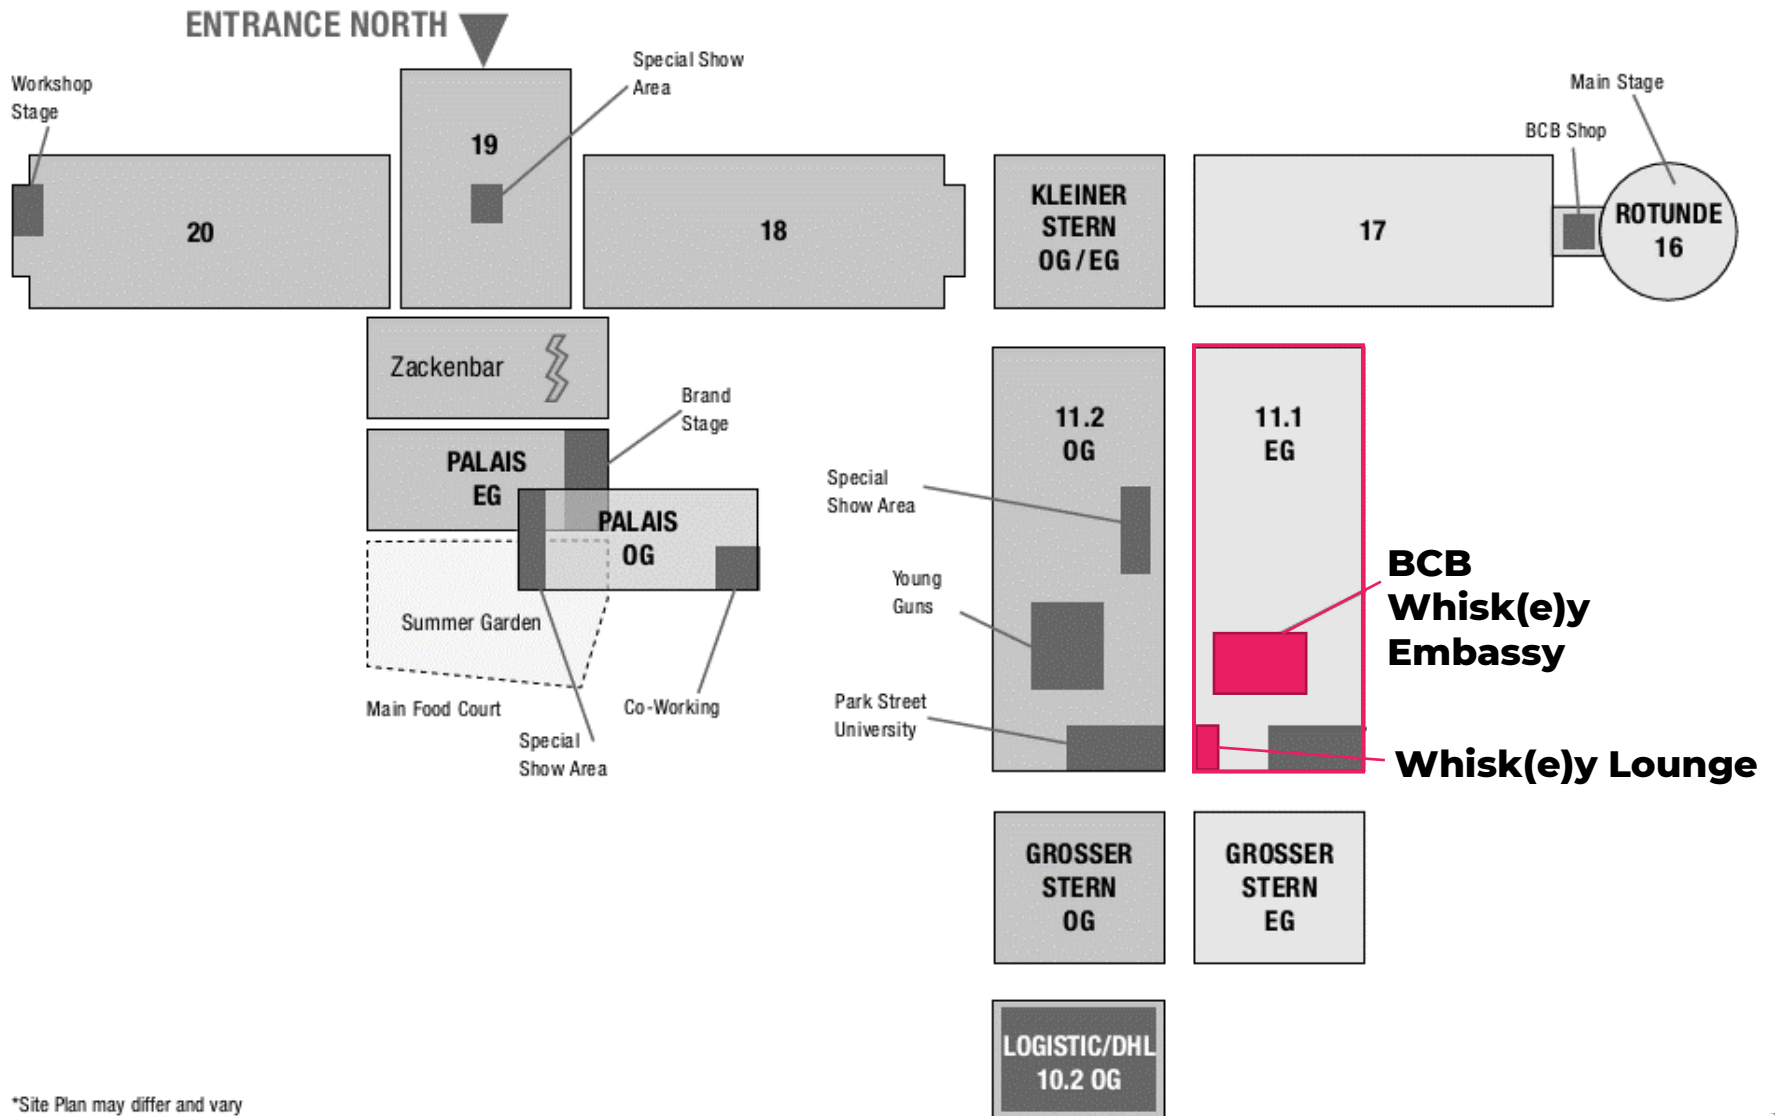 ENTRANCE NORTH
Workshop
Stage
Special Show
Area
Main Stage
BCB Shop
19
20
18
KLEINER
STERN
OG / EG
17
ROTUNDE
16
Zackenbar
Brand
Stage
PALAIS
EG
PALAIS
OG
Summer Garden
Main Food Court
Special
Show Area
Co-Working
11.2
OG
11.1
EG
Special
Show Area
Young
Guns
Park Street
University
BCB
Whisk(e)y
Embassy
Whisk(e)y Lounge
GROSSER
STERN
OG
GROSSER
STERN
EG
LOGISTIC/DHL
10.2 OG
*Site Plan may differ and vary